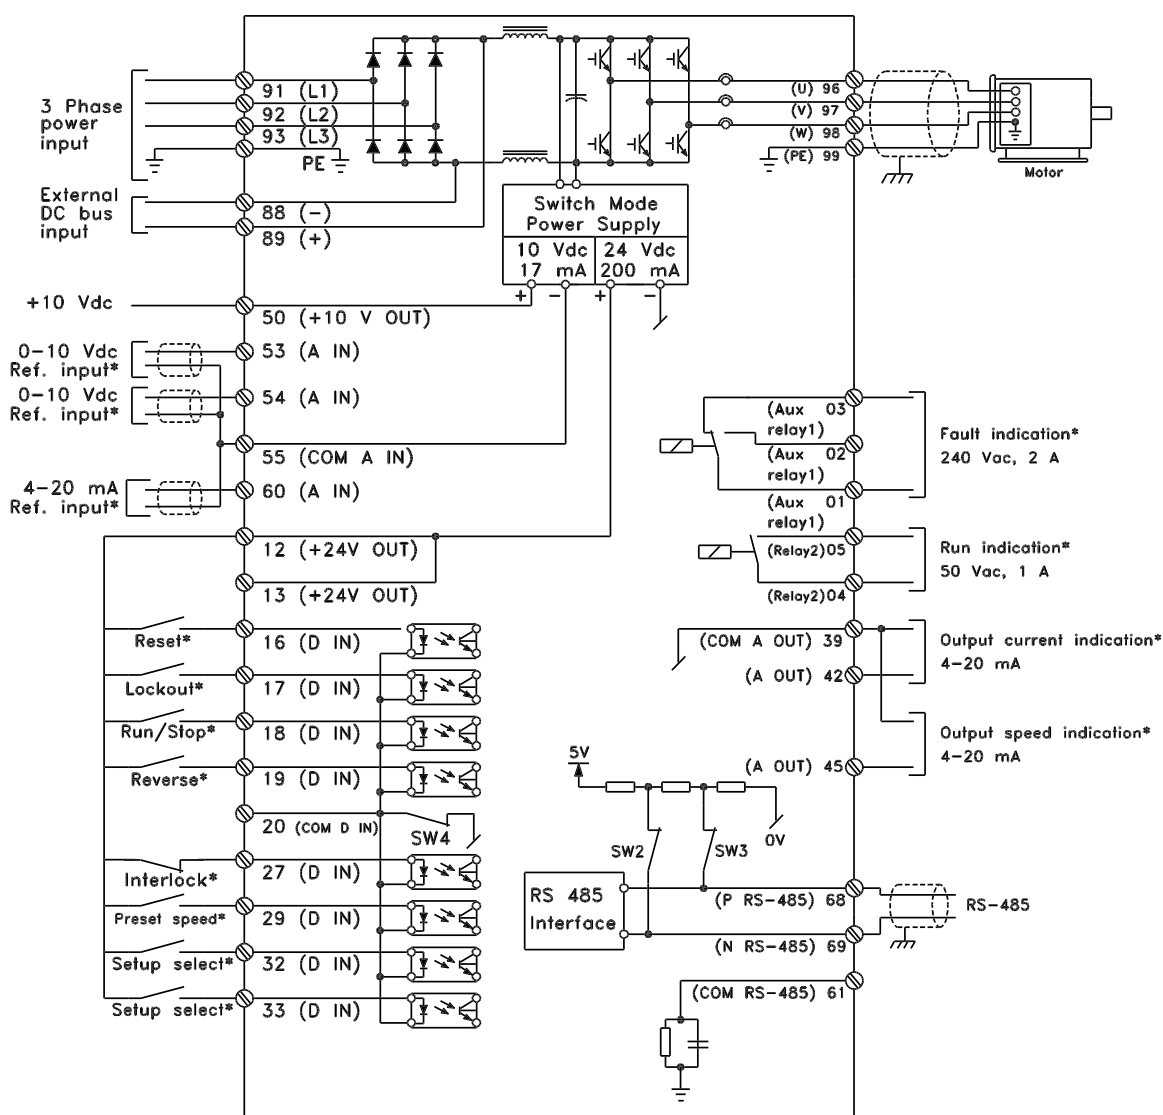 3 Phase
power
input
91 (L1)
92 (L2)
93 (L3)
PE
External
DC bus
input
88 (−)
89 (+)
Switch Mode
Power Supply
10 Vdc
17 mA
24 Vdc
200 mA
+ − + −
(U) 96
(V) 97
(W) 98
(PE) 99
Motor
+10 Vdc
50 (+10 V OUT)
0−10 Vdc
Ref. input*
53 (A IN)
0−10 Vdc
Ref. input*
54 (A IN)
55 (COM A IN)
4−20 mA
Ref. input*
60 (A IN)
12 (+24V OUT)
13 (+24V OUT)
Reset*
16 (D IN)
Lockout*
17 (D IN)
Run/Stop*
18 (D IN)
Reverse*
19 (D IN)
20 (COM D IN)
SW4
Interlock*
27 (D IN)
Preset speed*
29 (D IN)
Setup select*
32 (D IN)
Setup select*
33 (D IN)
(Aux 03
relay1)
(Aux 02
relay1)
(Aux 01
relay1)
Fault indication*
240 Vac, 2 A
(Relay2)05
(Relay2)04
Run indication*
50 Vac, 1 A
(COM A OUT) 39
(A OUT) 42
Output current indication*
4−20 mA
(A OUT) 45
Output speed indication*
4−20 mA
5V
0V
SW2
SW3
RS 485
Interface
(P RS−485) 68
(N RS−485) 69
RS−485
(COM RS−485) 61